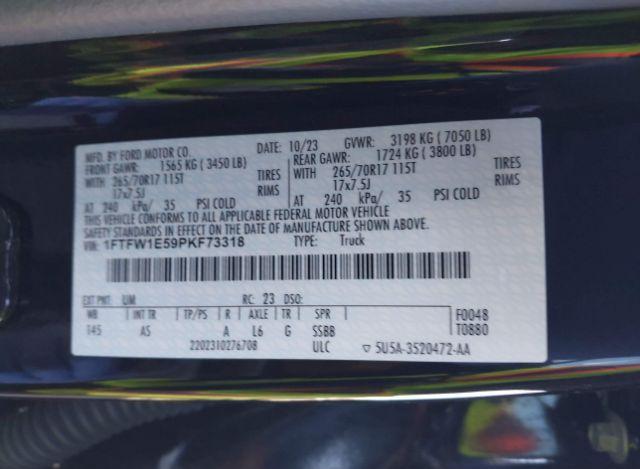 MFD. BY FORD MOTOR CO.
DATE: 10/23 GVWR: 3198 KG ( 7050 LB)
FRONT GAWR: 1565 KG ( 3450 LB)
REAR GAWR: 1724 KG ( 3800 LB)
WITH 265/70R17 115T TIRES
WITH 265/70R17 115T TIRES
17x7.5J RIMS
17x7.5J RIMS
AT 240 kPa/ 35 PSI COLD
AT 240 kPa/ 35 PSI COLD
THIS VEHICLE CONFORMS TO ALL APPLICABLE FEDERAL MOTOR VEHICLE
SAFETY STANDARDS IN EFFECT ON THE DATE OF MANUFACTURE SHOWN ABOVE.
VIN: 1FTFW1E59PKF73318 TYPE: Truck
EXT PNT: UM RC: 23 DSO:
WB INT TR TP/PS R AXLE TR SPR F0048
145 AS A L6 G SSBB T0880
2202310276708 ULC ▽ 5U5A-3520472-AA